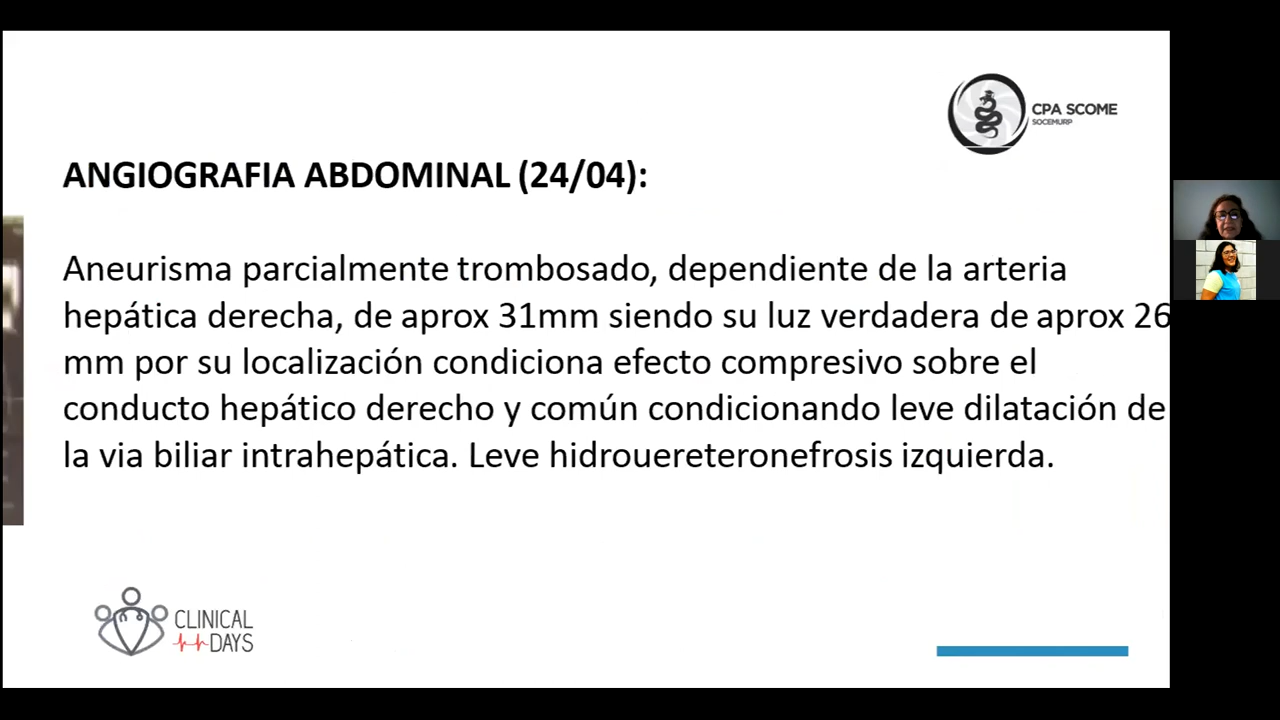 CPA SCOME
SOCEMURP
ANGIOGRAFIA ABDOMINAL (24/04):
Aneurisma parcialmente trombosado, dependiente de la arteria
hepática derecha, de aprox 31mm siendo su luz verdadera de aprox 26
mm por su localización condiciona efecto compresivo sobre el
conducto hepático derecho y común condicionando leve dilatación de
la via biliar intrahepática. Leve hidrouereteronefrosis izquierda.
CLINICAL
DAYS